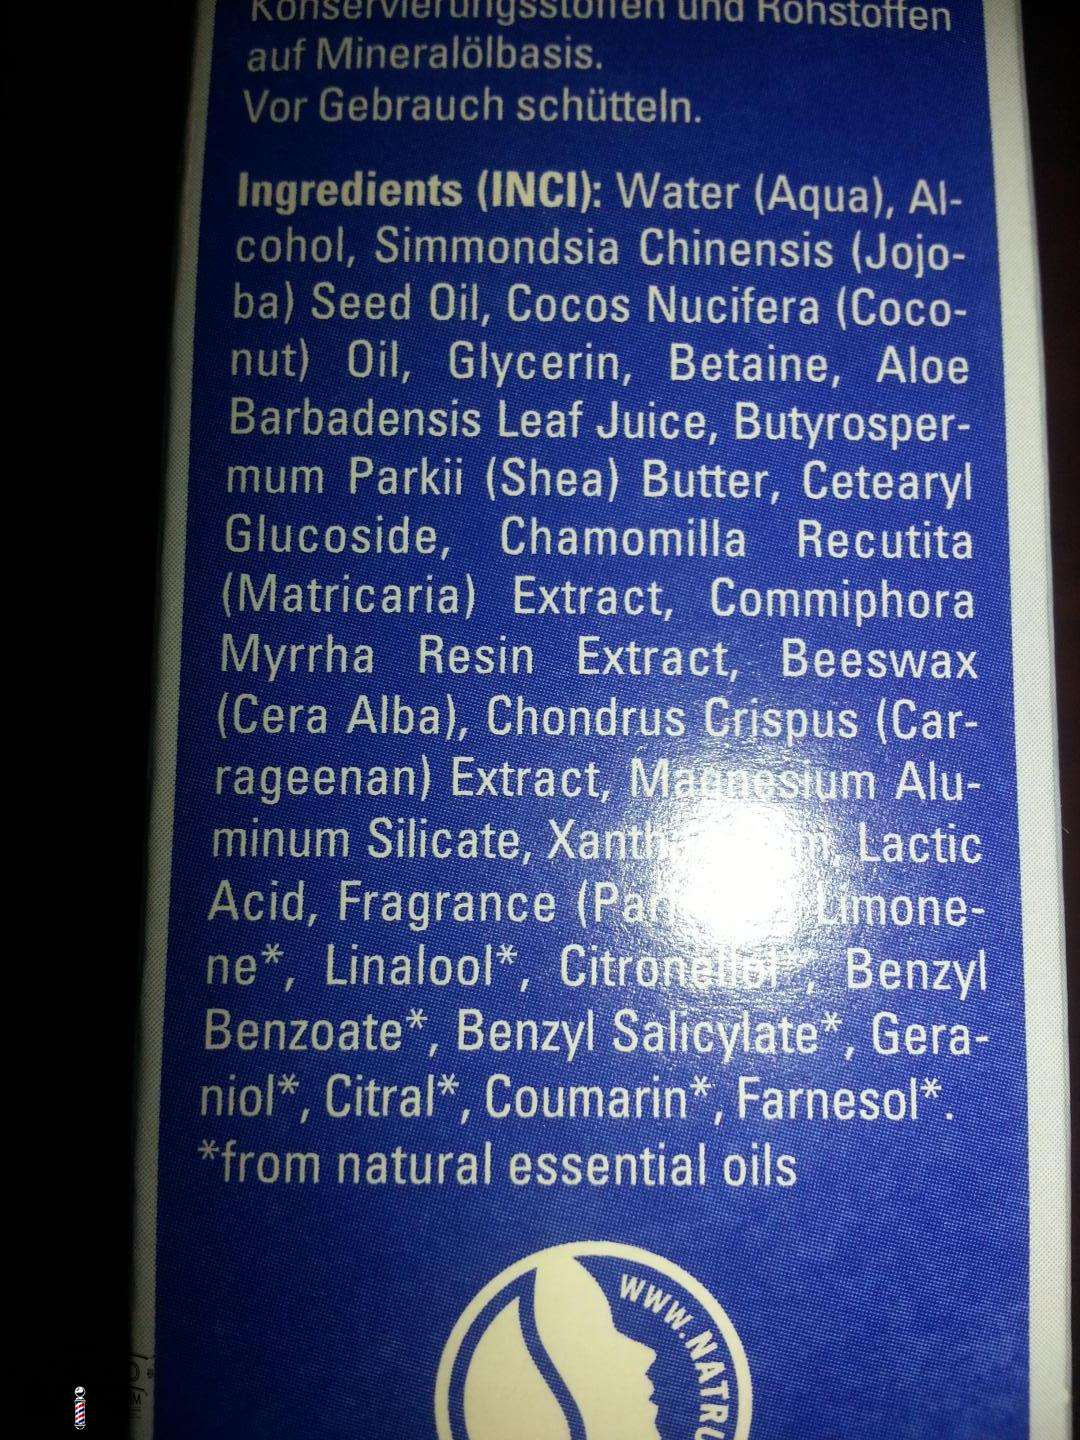 Konservierungsstoffen und Rohstoffen
auf Mineralölbasis.
Vor Gebrauch schütteln.
Ingredients (INCI): Water (Aqua), Al-
cohol, Simmondsia Chinensis (Jojo-
ba) Seed Oil, Cocos Nucifera (Coco-
nut) Oil, Glycerin, Betaine, Aloe
Barbadensis Leaf Juice, Butyrosper-
mum Parkii (Shea) Butter, Cetearyl
Glucoside, Chamomilla Recutita
(Matricaria) Extract, Commiphora
Myrrha Resin Extract, Beeswax
(Cera Alba), Chondrus Crispus (Car-
rageenan) Extract, Magnesium Alu-
minum Silicate, Lactic
Acid, Fragrance Limone-
ne*, Linalool*, Citronellol*, Benzyl
Benzoate*, Benzyl Salicylate*, Gera-
niol*, Citral*, Coumarin*, Farnesol*.
*from natural essential oils
WWW.NATRU